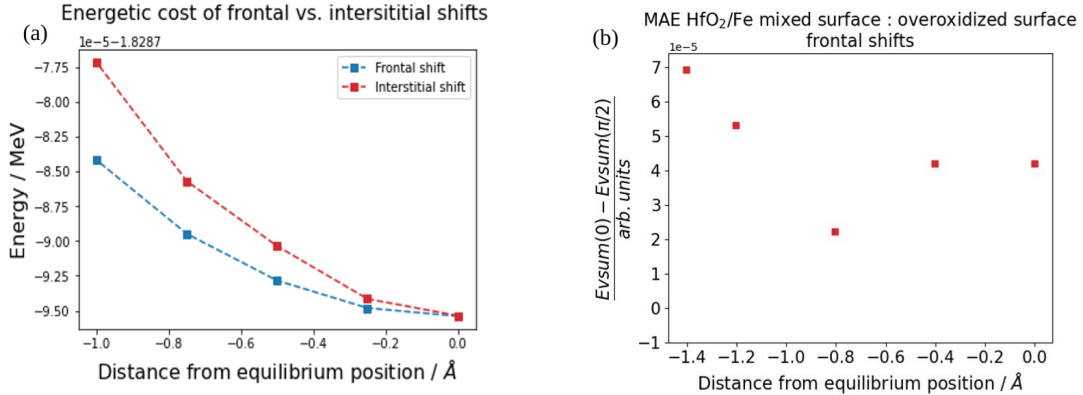 (a)
Energetic cost of frontal vs. intersititial shifts
1e−5−1.8287
Frontal shift
Interstitial shift
−7.75
−8.00
−8.25
−8.50
−8.75
−9.00
−9.25
−9.50
Energy / MeV
−1.0 −0.8 −0.6 −0.4 −0.2 0.0
Distance from equilibrium position / Å
(b)
MAE HfO₂/Fe mixed surface : overoxidized surface
frontal shifts
1e−5
7
6
5
4
3
2
1
0
−1
Evsum(0) − Evsum(π/2)
arb. units
−1.4 −1.2 −1.0 −0.8 −0.6 −0.4 −0.2 0.0
Distance from equilibrium position / Å